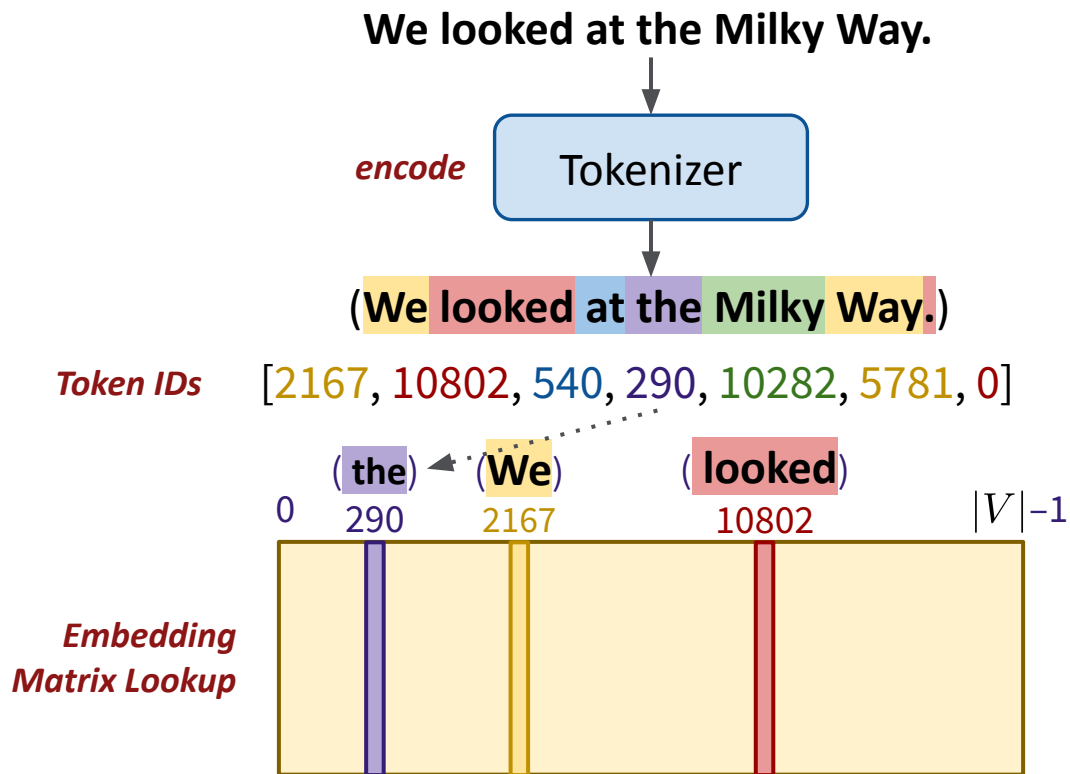 We looked at the Milky Way.
encode Tokenizer
(We looked at the Milky Way.)
Token IDs [2167, 10802, 540, 290, 10282, 5781, 0]
( the) (We) ( looked)
0 290 2167 10802 |V|−1
Embedding
Matrix Lookup